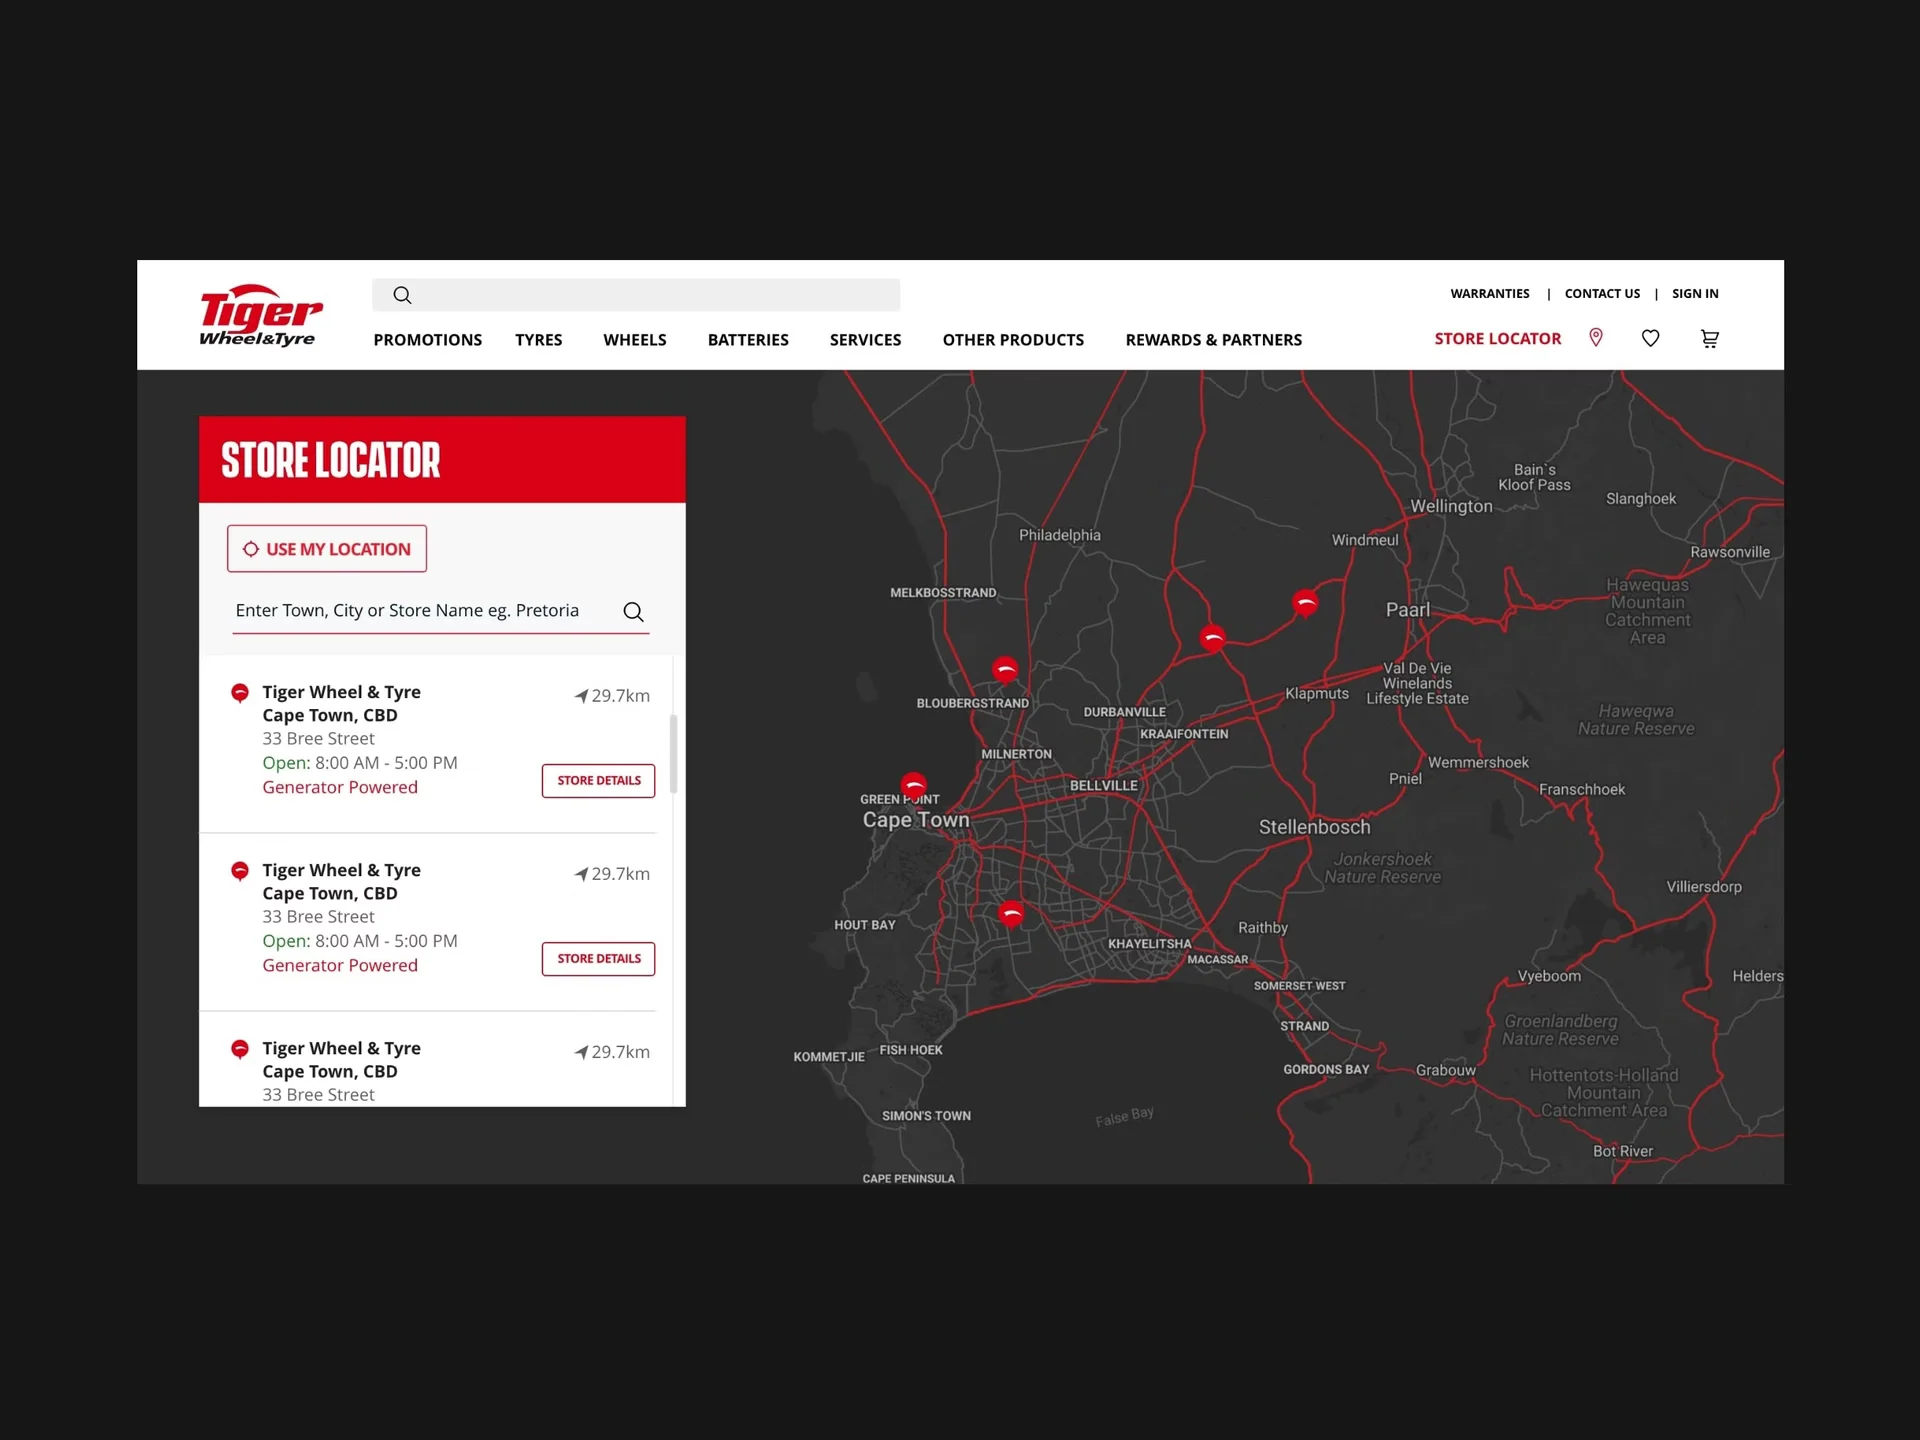 Tiger
Wheel&Tyre
WARRANTIES | CONTACT US | SIGN IN
PROMOTIONS TYRES WHEELS BATTERIES SERVICES OTHER PRODUCTS REWARDS & PARTNERS STORE LOCATOR
STORE LOCATOR
USE MY LOCATION
Enter Town, City or Store Name eg. Pretoria
Tiger Wheel & Tyre
Cape Town, CBD
29.7km
33 Bree Street
Open: 8:00 AM - 5:00 PM
Generator Powered
STORE DETAILS
Tiger Wheel & Tyre
Cape Town, CBD
29.7km
33 Bree Street
Open: 8:00 AM - 5:00 PM
Generator Powered
STORE DETAILS
Tiger Wheel & Tyre
Cape Town, CBD
29.7km
33 Bree Street
Bain`s
Kloof Pass
Slanghoek
Wellington
Philadelphia
Windmeul
Rawsonville
MELKBOSSTRAND
Hawequas
Mountain
Catchment
Area
Paarl
Val De Vie
Winelands
Lifestyle Estate
Klapmuts
BLOUBERGSTRAND
DURBANVILLE
Haweqwa
Nature Reserve
KRAAIFONTEIN
MILNERTON
Wemmershoek
Pniel
BELLVILLE
Franschhoek
GREEN POINT
Cape Town
Stellenbosch
Jonkershoek
Nature Reserve
Villiersdorp
HOUT BAY
Raithby
KHAYELITSHA
MACASSAR
Vyeboom
Helders
SOMERSET WEST
STRAND
Groenlandberg
Nature Reserve
KOMMETJIE
FISH HOEK
GORDONS BAY
Grabouw
Hottentots-Holland
Mountain
Catchment Area
SIMON'S TOWN
False Bay
Bot River
CAPE PENINSULA